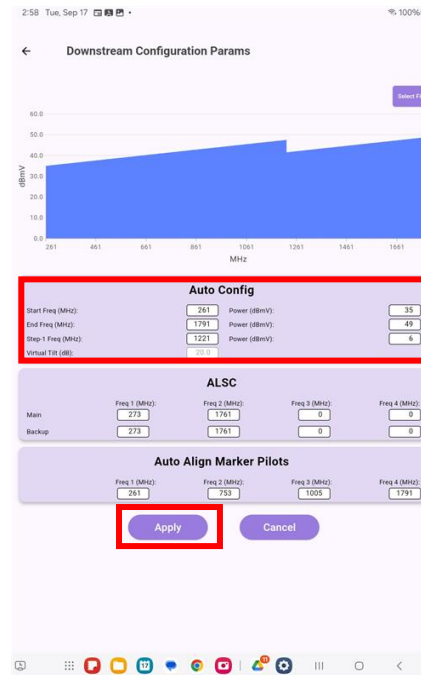 2:58 Tue, Sep 17 100%
Downstream Configuration Params
Select Fi
60.0
50.0
40.0
30.0
20.0
10.0
0.0
dBmV
261 461 661 861 1061 1261 1461 1661
MHz
Auto Config
Start Freq (MHz): 261 Power (dBmV): 35
End Freq (MHz): 1791 Power (dBmV): 49
Step-1 Freq (MHz): 1221 Power (dBmV): 6
Virtual Tilt (dB): 20.0
ALSC
Freq 1 (MHz): Freq 2 (MHz): Freq 3 (MHz): Freq 4 (MHz):
Main 273 1761 0 0
Backup 273 1761 0 0
Auto Align Marker Pilots
Freq 1 (MHz): Freq 2 (MHz): Freq 3 (MHz): Freq 4 (MHz):
261 753 1005 1791
Apply Cancel
17